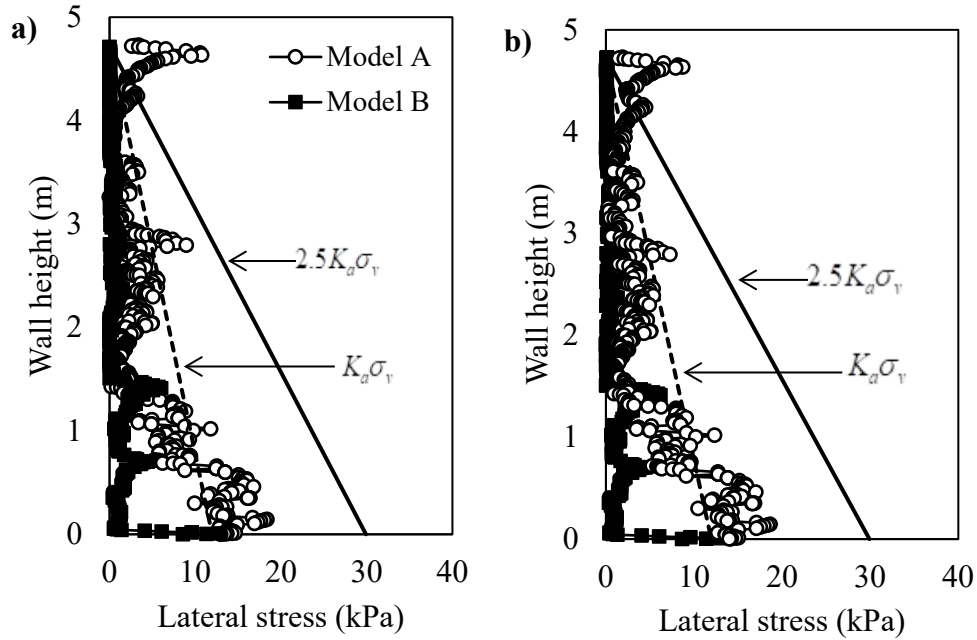 a)
5
4
3
2
1
0
Wall height (m)
Model A
Model B
2.5Kₐσᵥ
Kₐσᵥ
0 10 20 30 40
Lateral stress (kPa)
b)
5
4
3
2
1
0
Wall height (m)
2.5Kₐσᵥ
Kₐσᵥ
0 10 20 30 40
Lateral stress (kPa)